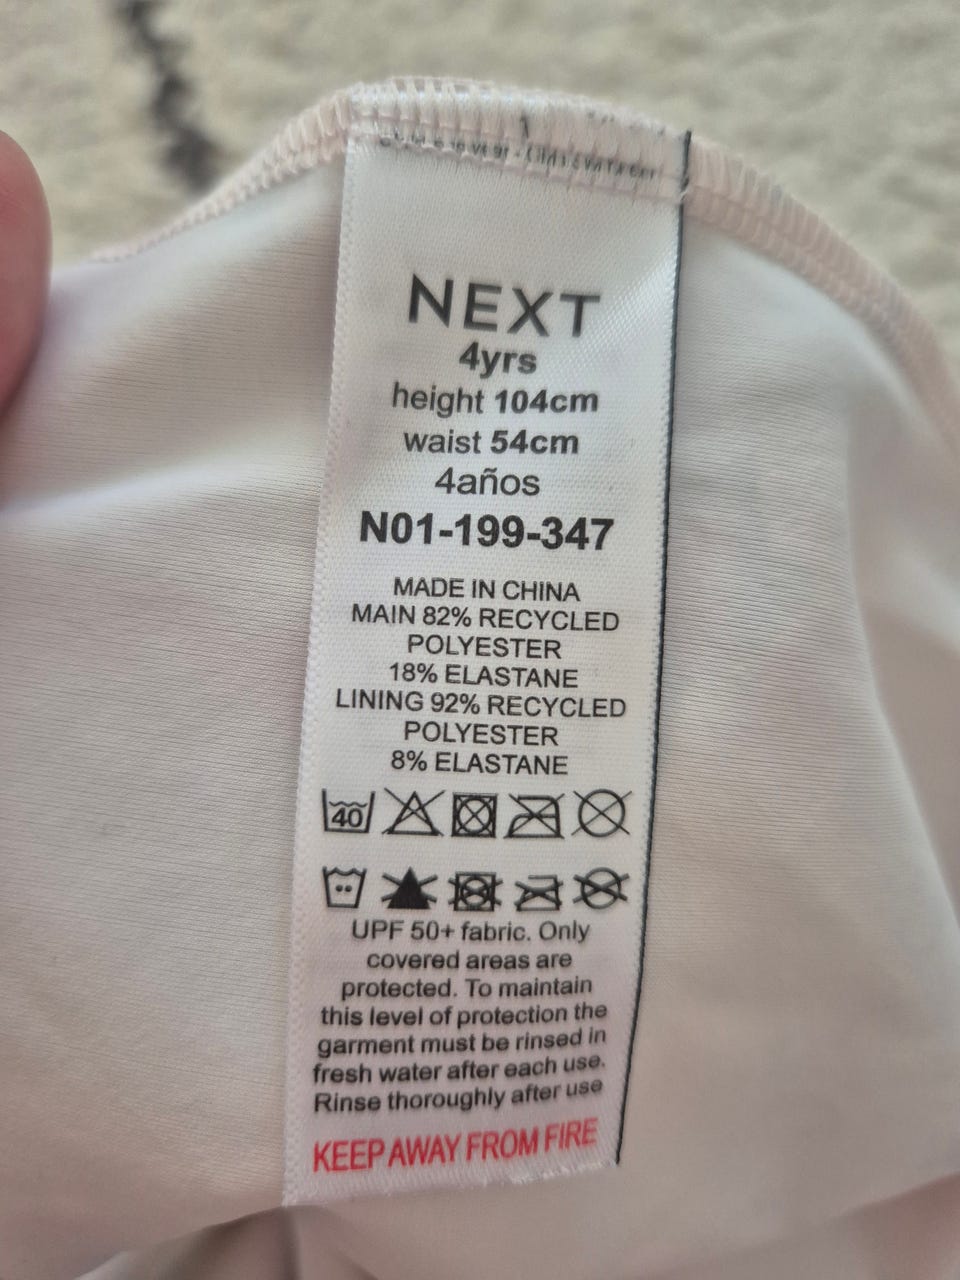 NEXT
4yrs
height 104cm
waist 54cm
4años
N01-199-347
MADE IN CHINA
MAIN 82% RECYCLED
POLYESTER
18% ELASTANE
LINING 92% RECYCLED
POLYESTER
8% ELASTANE
40
UPF 50+ fabric. Only
covered areas are
protected. To maintain
this level of protection the
garment must be rinsed in
fresh water after each use.
Rinse thoroughly after use
KEEP AWAY FROM FIRE